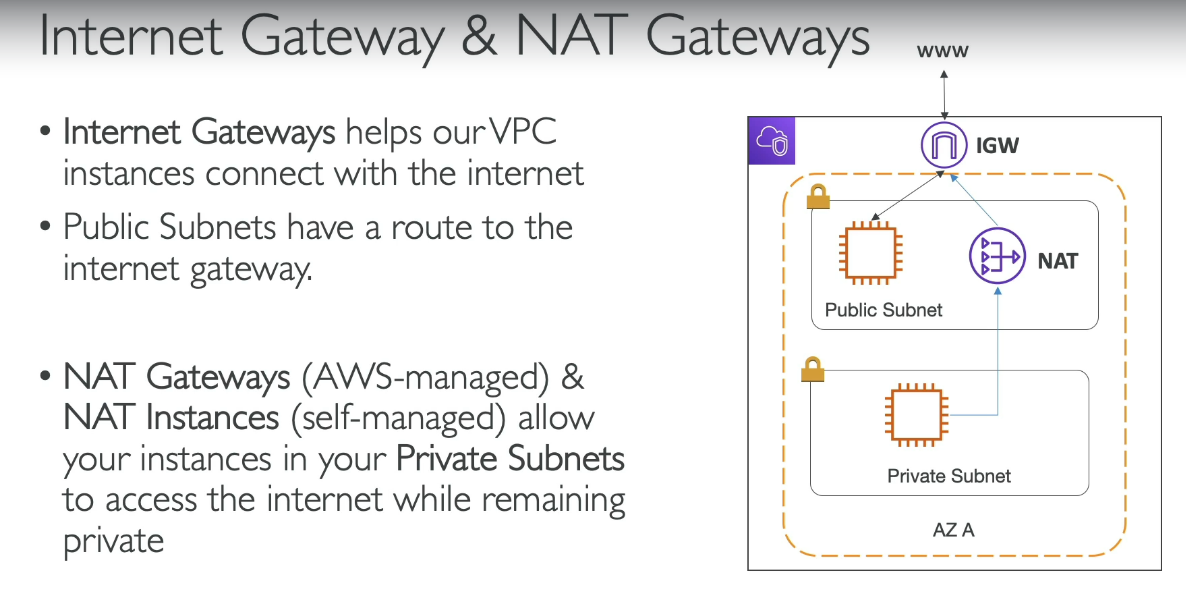 Internet Gateway & NAT Gateways
• Internet Gateways helps our VPC
instances connect with the internet
• Public Subnets have a route to the
internet gateway.
• NAT Gateways (AWS-managed) &
NAT Instances (self-managed) allow
your instances in your Private Subnets
to access the internet while remaining
private
www
IGW
NAT
Public Subnet
Private Subnet
AZ A